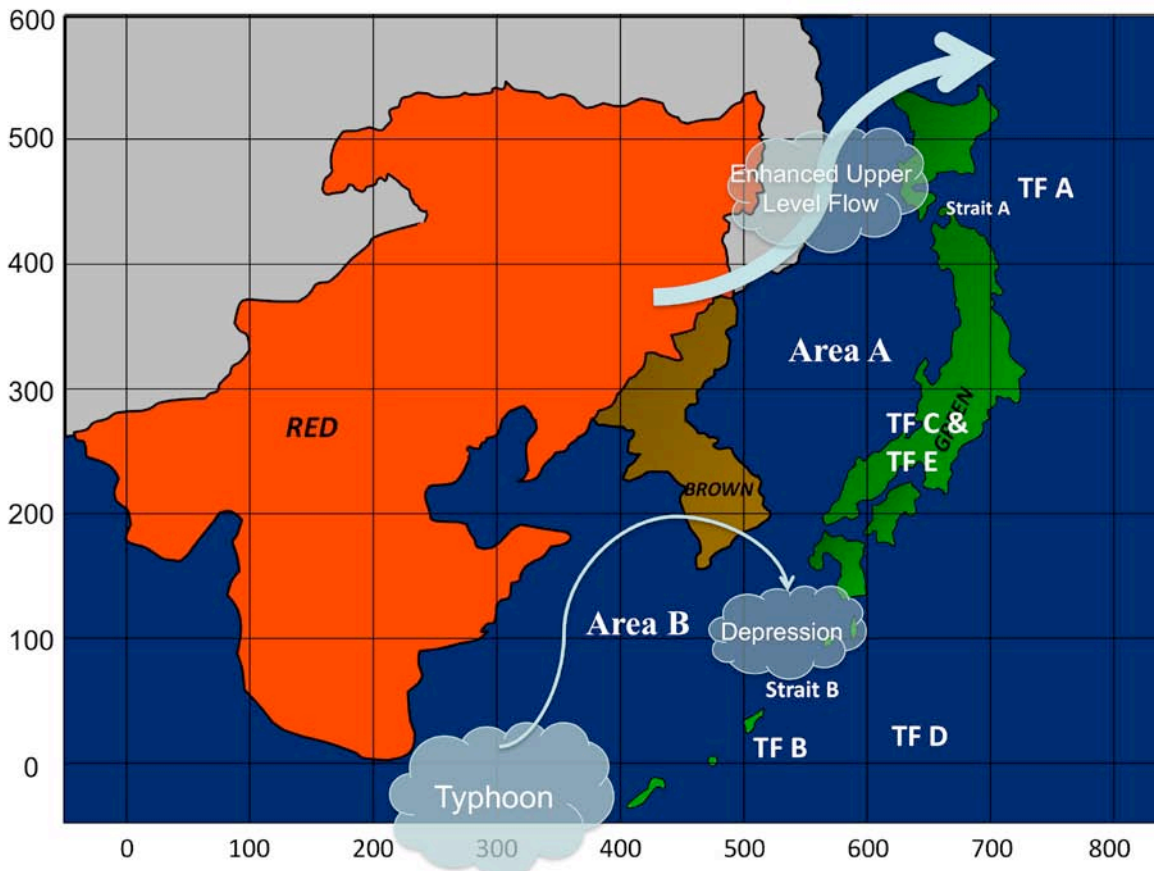 600
500
400
300
200
100
0
Enhanced Upper
Level Flow
TF A
Strait A
Area A
RED
TF C &
TF E
GREEN
BROWN
Area B
Depression
Strait B
TF B
TF D
Typhoon
0 100 200 300 400 500 600 700 800